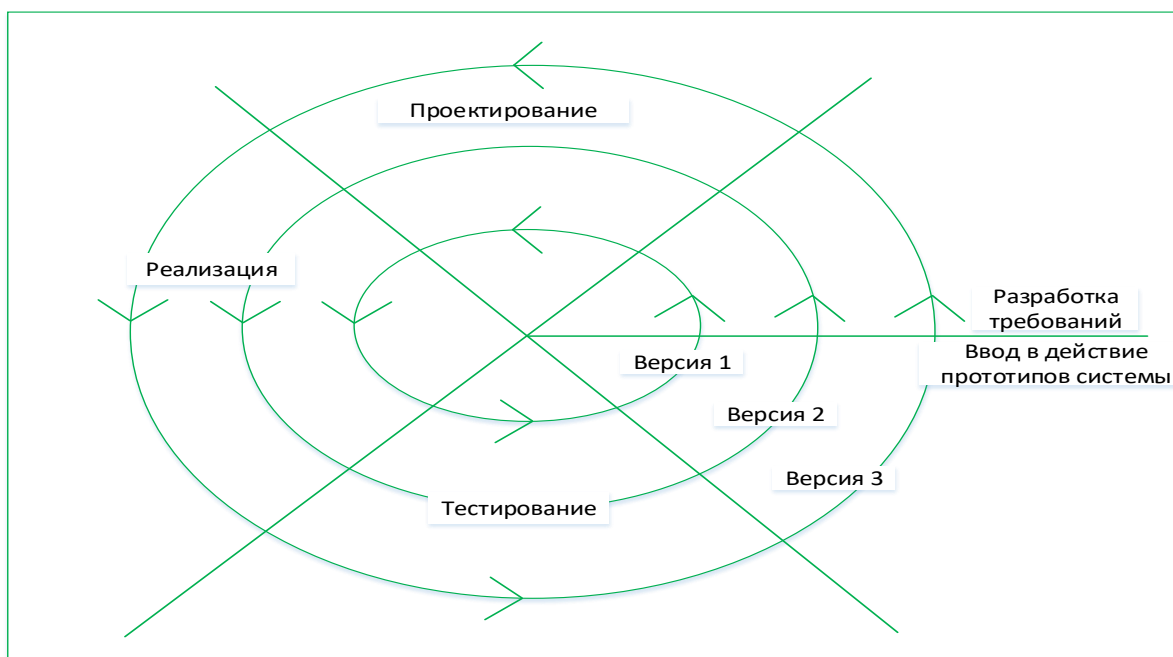 Проектирование
Реализация
Разработка
требований
Ввод в действие
прототипов системы
Версия 1
Версия 2
Версия 3
Тестирование